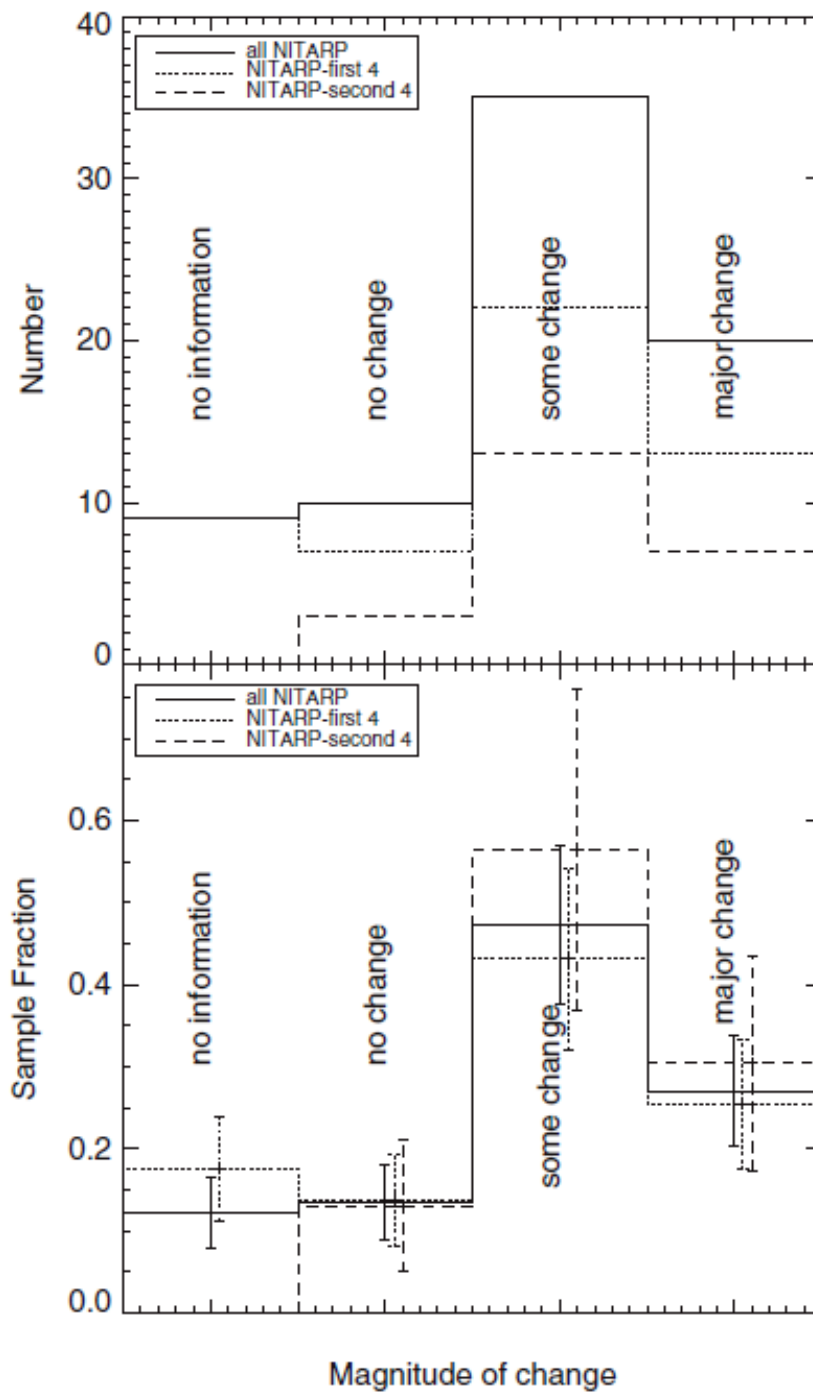 40
all NITARP
NITARP-first 4
NITARP-second 4
30
20
10
0
Number
no information
no change
some change
major change
all NITARP
NITARP-first 4
NITARP-second 4
0.6
0.4
0.2
0.0
Sample Fraction
no information
no change
some change
major change
Magnitude of change